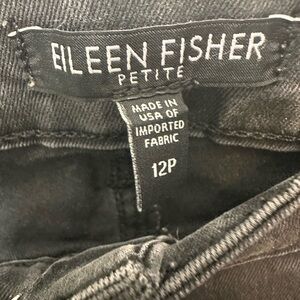 EILEEN FISHER
PETITE
MADE IN
USA OF
IMPORTED
FABRIC
12P